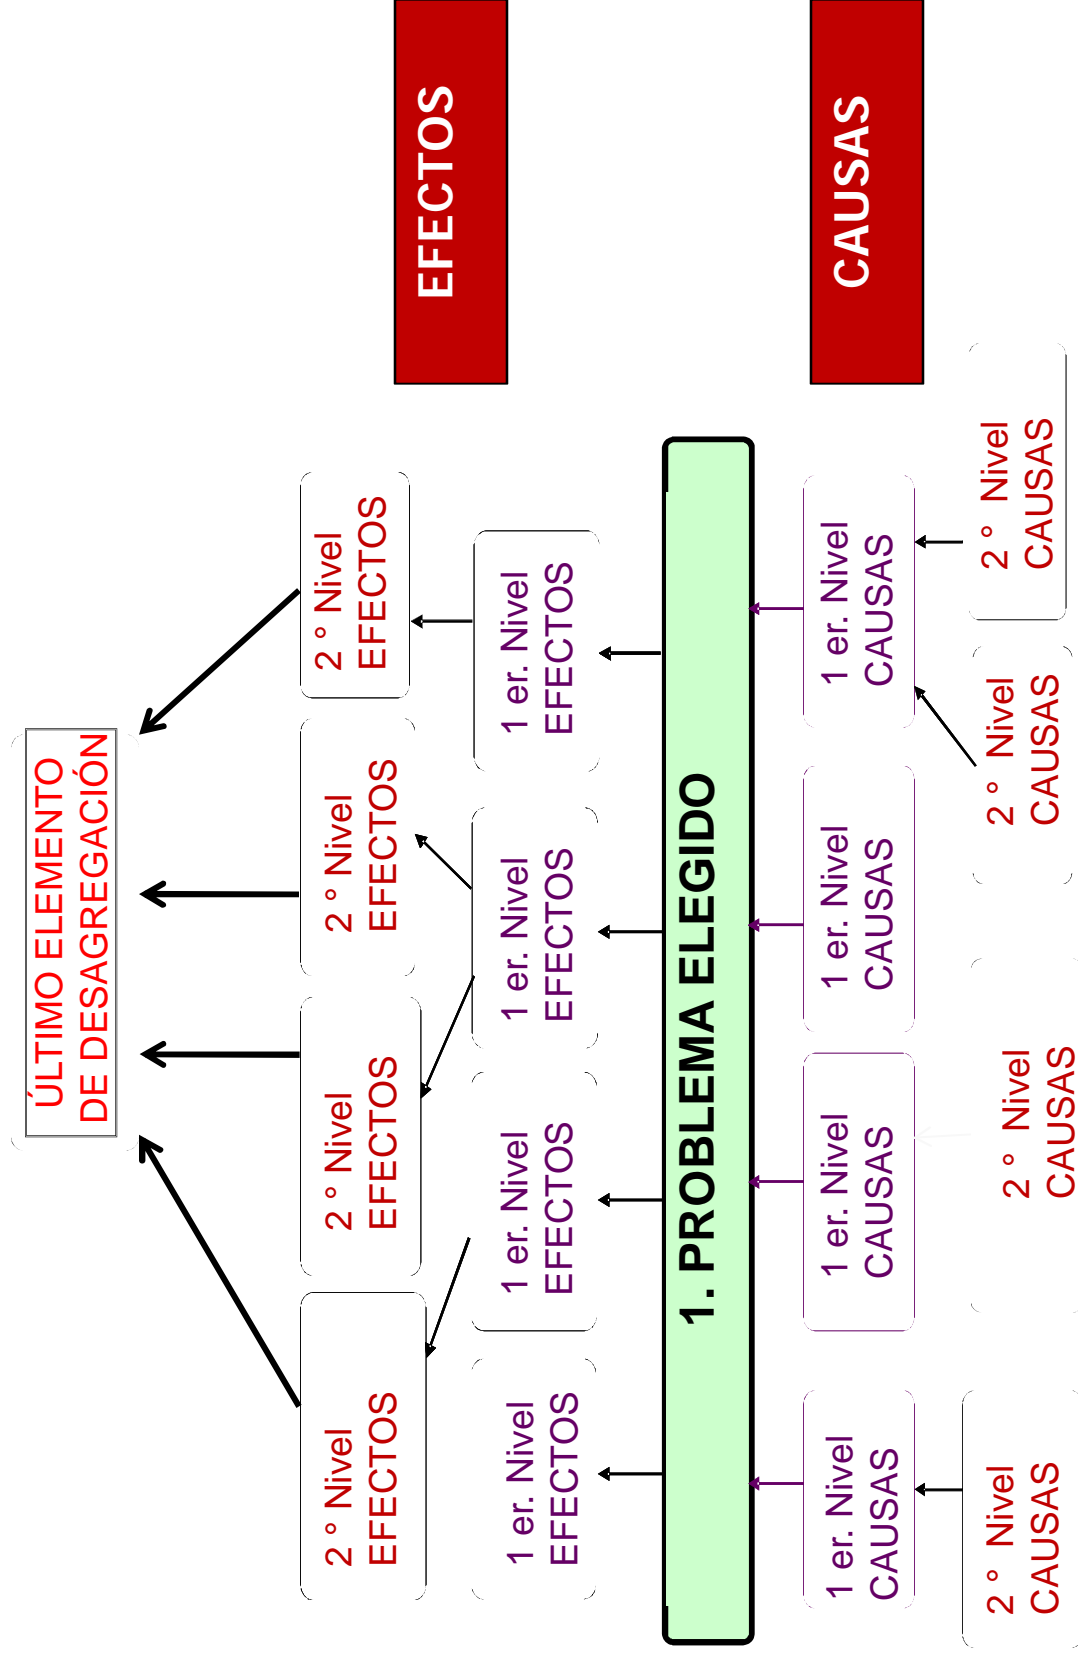 ÚLTIMO ELEMENTO
DE DESAGREGACIÓN
2 ° Nivel
EFECTOS
2 ° Nivel
EFECTOS
2 ° Nivel
EFECTOS
2 ° Nivel
EFECTOS
EFECTOS
1 er. Nivel
EFECTOS
1 er. Nivel
EFECTOS
1 er. Nivel
EFECTOS
1 er. Nivel
EFECTOS
1. PROBLEMA ELEGIDO
1 er. Nivel
CAUSAS
1 er. Nivel
CAUSAS
1 er. Nivel
CAUSAS
1 er. Nivel
CAUSAS
CAUSAS
2 ° Nivel
CAUSAS
2 ° Nivel
CAUSAS
2 ° Nivel
CAUSAS
2 ° Nivel
CAUSAS